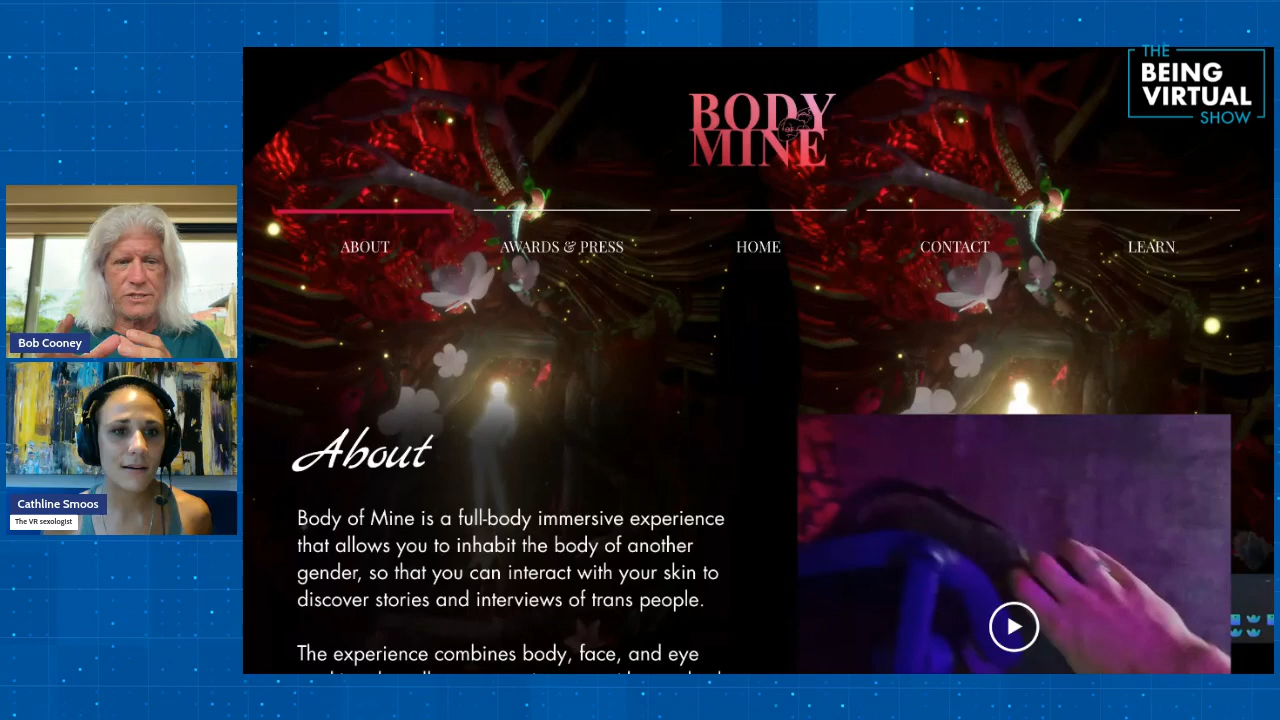 THE
BEING
VIRTUAL
SHOW
BODY
MINE
ABOUT
AWARDS & PRESS
HOME
CONTACT
LEARN
Bob Cooney
Cathline Smoos
The VR sexologist
About
Body of Mine is a full-body immersive experience
that allows you to inhabit the body of another
gender, so that you can interact with your skin to
discover stories and interviews of trans people.
The experience combines body, face, and eye